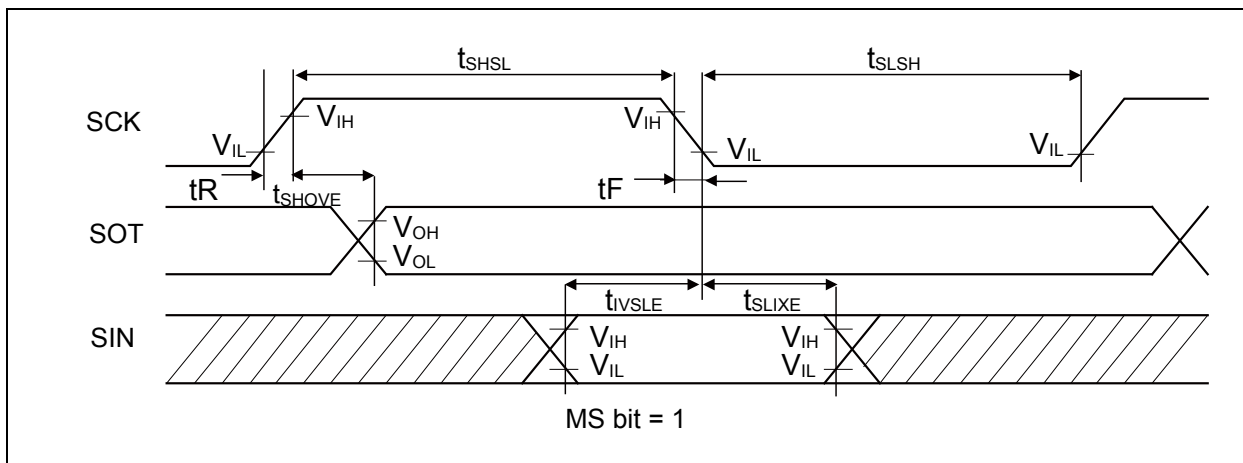 tSHSL tSLSH
SCK
VIH VIH
VIL VIL VIL
tR tSHOVE tF
SOT
VOH
VOL
tIVSLE tSLIXE
SIN
VIH VIH
VIL VIL
MS bit = 1